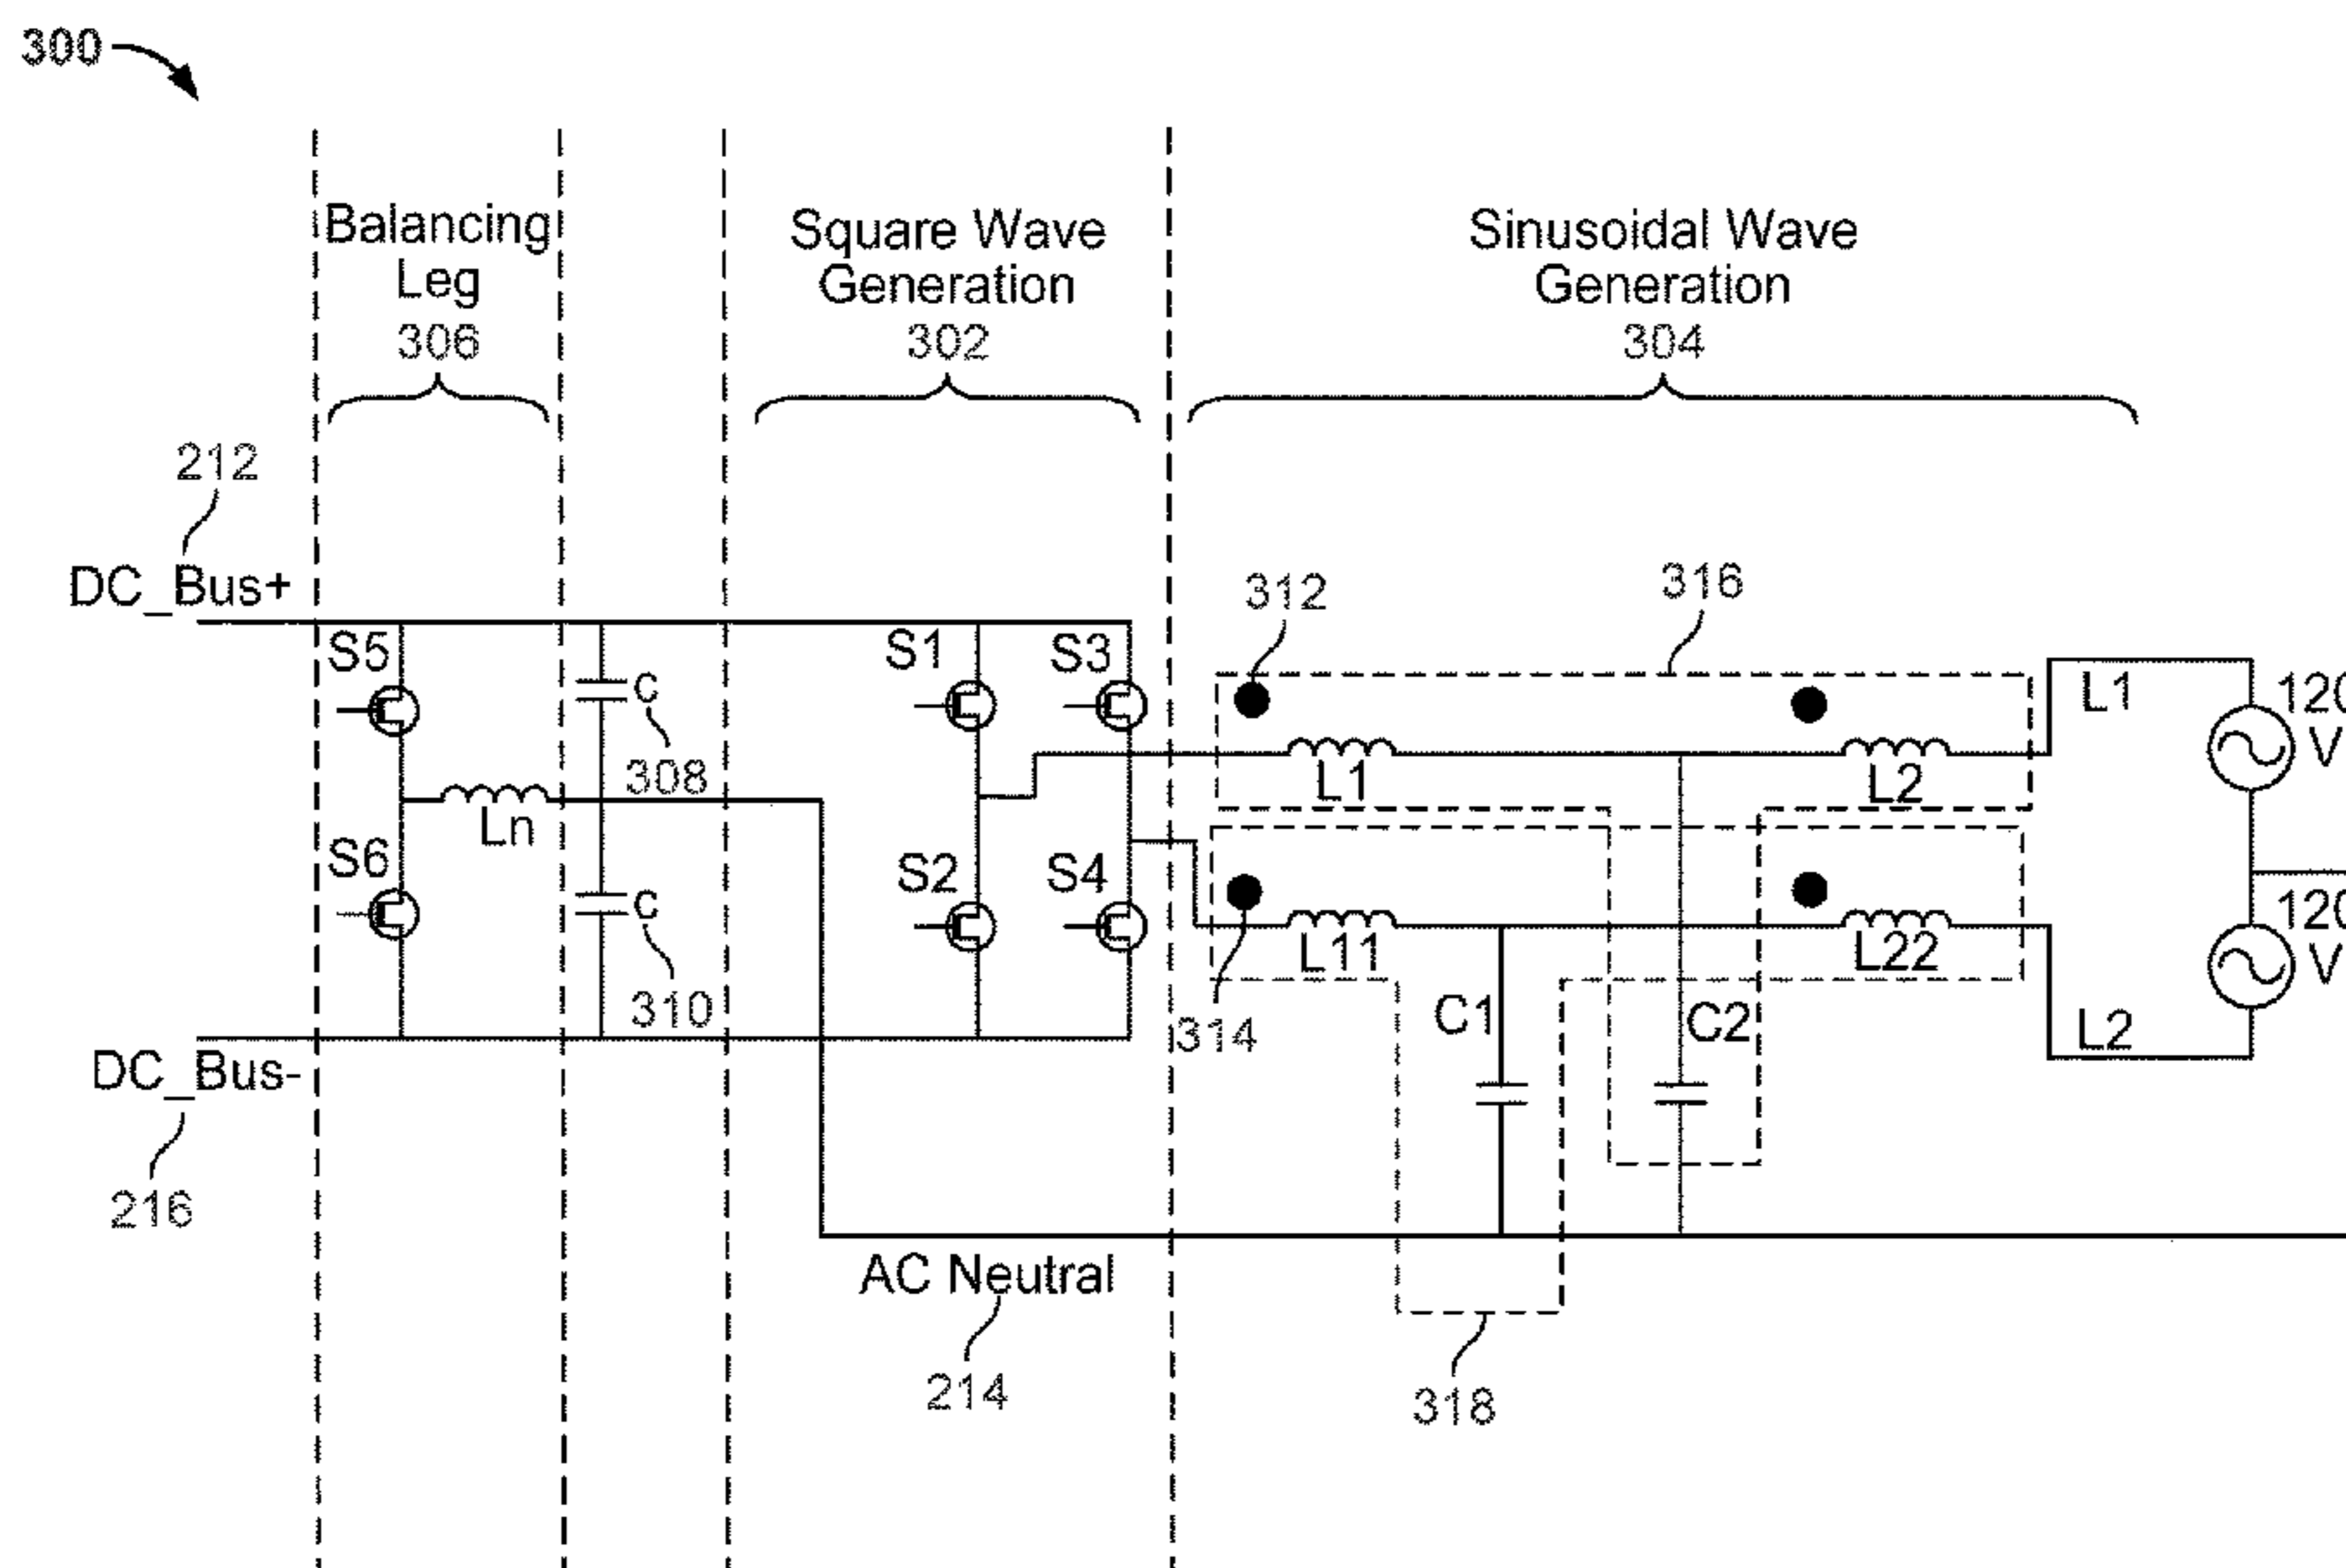 300
Balancing
Leg
306
Square Wave
Generation
302
Sinusoidal Wave
Generation
304
212
DC_Bus+
312
316
S5
C
308
S1
S3
L1
L2
L1
120
V
Ln
S6
C
310
S2
S4
L11
L22
120
V
314
C1
C2
L2
DC_Bus-
216
AC Neutral
214
318